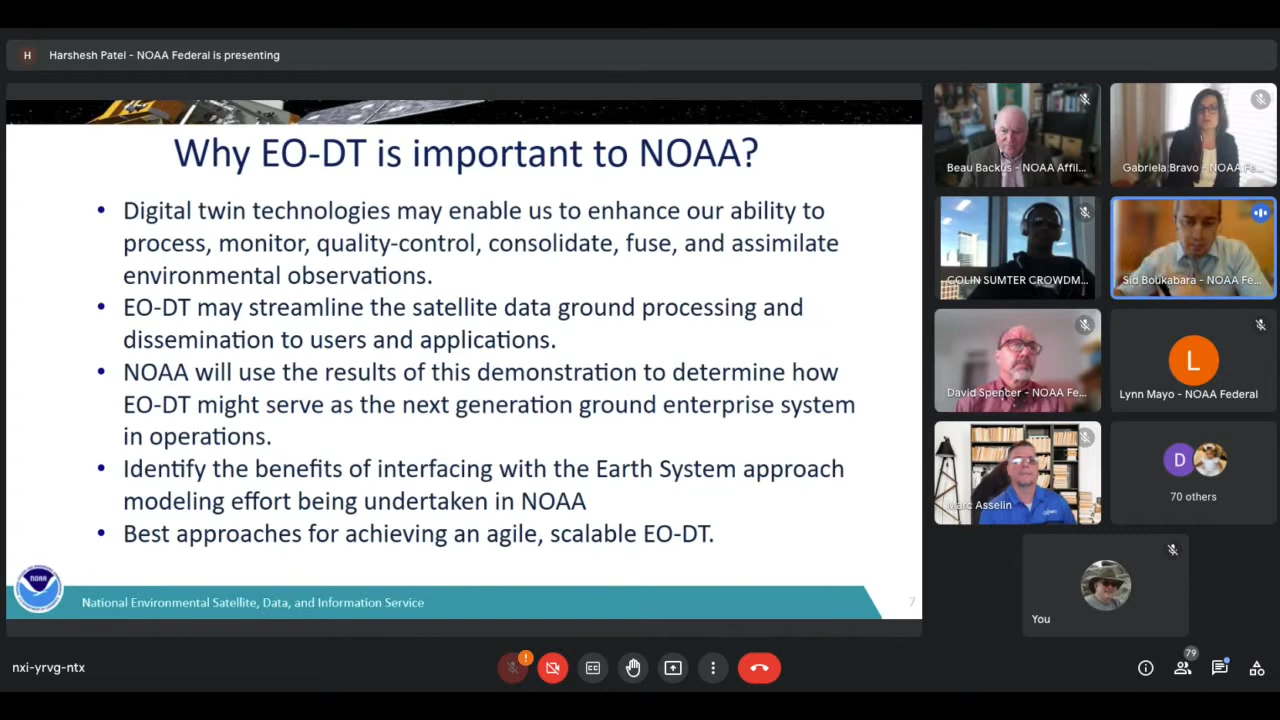 H Harshesh Patel - NOAA Federal is presenting
Why EO-DT is important to NOAA?
• Digital twin technologies may enable us to enhance our ability to
process, monitor, quality-control, consolidate, fuse, and assimilate
environmental observations.
• EO-DT may streamline the satellite data ground processing and
dissemination to users and applications.
• NOAA will use the results of this demonstration to determine how
EO-DT might serve as the next generation ground enterprise system
in operations.
• Identify the benefits of interfacing with the Earth System approach
modeling effort being undertaken in NOAA
• Best approaches for achieving an agile, scalable EO-DT.
NOAA
National Environmental Satellite, Data, and Information Service
7
Beau Backus - NOAA Affil...
Gabriela Bravo - NOAA Fe...
COLIN SUMTER CROWDM...
Sid Boukabara - NOAA Fe...
David Spencer - NOAA Fe...
L
Lynn Mayo - NOAA Federal
Marc Asselin
D
70 others
You
nxi-yrvg-ntx
!
CC
79